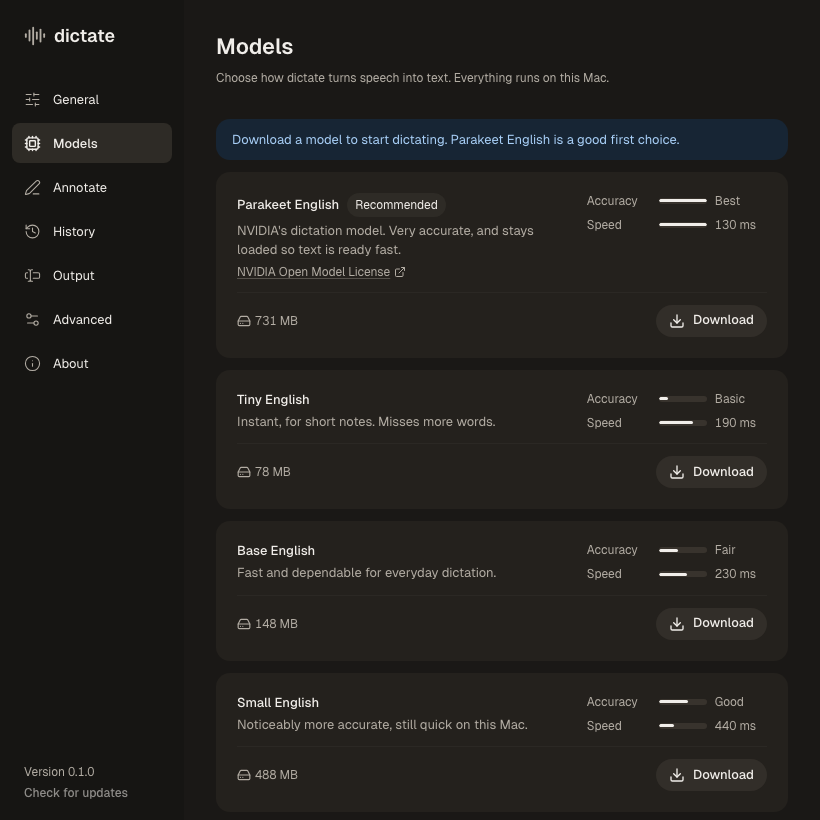 dictate
General
Models
Annotate
History
Output
Advanced
About
Version 0.1.0
Check for updates
Models
Choose how dictate turns speech into text. Everything runs on this Mac.
Download a model to start dictating. Parakeet English is a good first choice.
Parakeet English Recommended
NVIDIA's dictation model. Very accurate, and stays
loaded so text is ready fast.
NVIDIA Open Model License
Accuracy Best
Speed 130 ms
731 MB Download
Tiny English
Instant, for short notes. Misses more words.
Accuracy Basic
Speed 190 ms
78 MB Download
Base English
Fast and dependable for everyday dictation.
Accuracy Fair
Speed 230 ms
148 MB Download
Small English
Noticeably more accurate, still quick on this Mac.
Accuracy Good
Speed 440 ms
488 MB Download